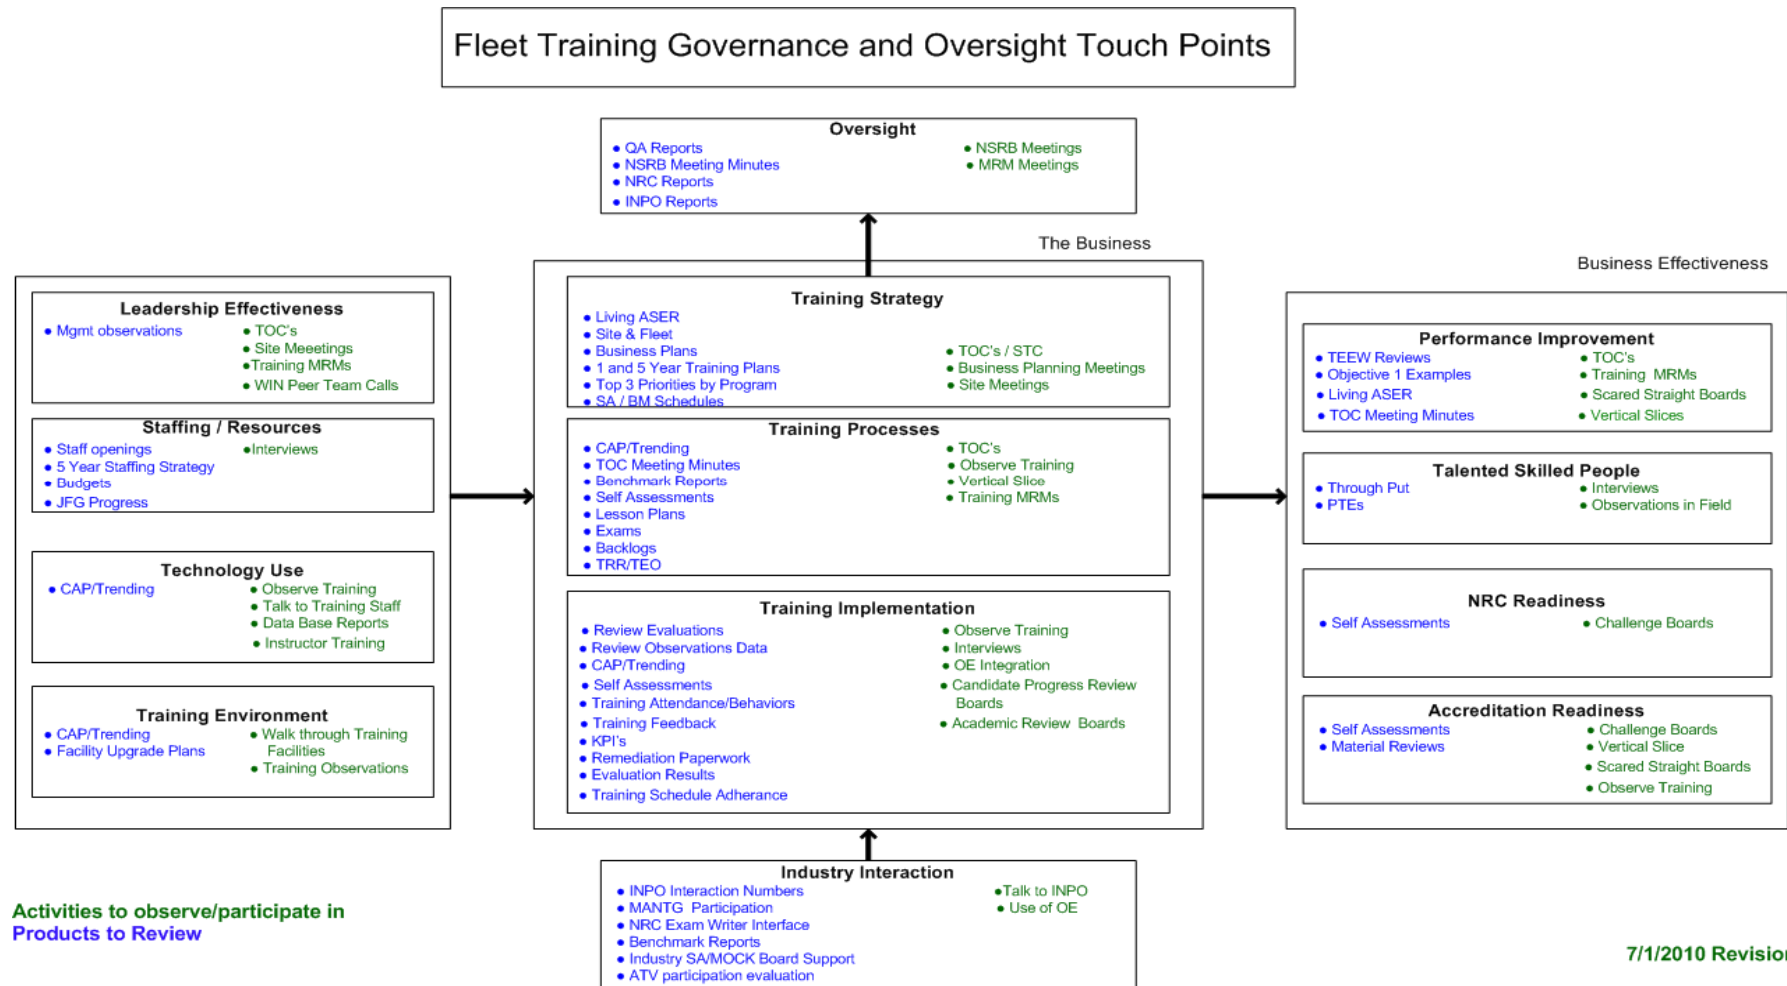 Fleet Training Governance and Oversight Touch Points
Oversight
● QA Reports
● NSRB Meeting Minutes
● NRC Reports
● INPO Reports
● NSRB Meetings
● MRM Meetings
The Business
Business Effectiveness
Leadership Effectiveness
● Mgmt observations
● TOC's
● Site Meeetings
●Training MRMs
● WIN Peer Team Calls
Staffing / Resources
● Staff openings
● 5 Year Staffing Strategy
● Budgets
● JFG Progress
●Interviews
Technology Use
● CAP/Trending
● Observe Training
● Talk to Training Staff
● Data Base Reports
● Instructor Training
Training Environment
● CAP/Trending
● Facility Upgrade Plans
● Walk through Training
Facilities
● Training Observations
Training Strategy
● Living ASER
● Site & Fleet
● Business Plans
● 1 and 5 Year Training Plans
● Top 3 Priorities by Program
● SA / BM Schedules
● TOC's / STC
● Business Planning Meetings
● Site Meetings
Training Processes
● CAP/Trending
● TOC Meeting Minutes
● Benchmark Reports
● Self Assessments
● Lesson Plans
● Exams
● Backlogs
● TRR/TEO
● TOC's
● Observe Training
● Vertical Slice
● Training MRMs
Training Implementation
● Review Evaluations
● Review Observations Data
● CAP/Trending
● Self Assessments
● Training Attendance/Behaviors
● Training Feedback
● KPI's
● Remediation Paperwork
● Evaluation Results
● Training Schedule Adherance
● Observe Training
● Interviews
● OE Integration
● Candidate Progress Review
Boards
● Academic Review Boards
Performance Improvement
● TEEW Reviews
● Objective 1 Examples
● Living ASER
● TOC Meeting Minutes
● TOC's
● Training MRMs
● Scared Straight Boards
● Vertical Slices
Talented Skilled People
● Through Put
● PTEs
● Interviews
● Observations in Field
NRC Readiness
● Self Assessments
● Challenge Boards
Accreditation Readiness
● Self Assessments
● Material Reviews
● Challenge Boards
● Vertical Slice
● Scared Straight Boards
● Observe Training
Industry Interaction
● INPO Interaction Numbers
● MANTG Participation
● NRC Exam Writer Interface
● Benchmark Reports
● Industry SA/MOCK Board Support
● ATV participation evaluation
●Talk to INPO
● Use of OE
Activities to observe/participate in
Products to Review
7/1/2010 Revision